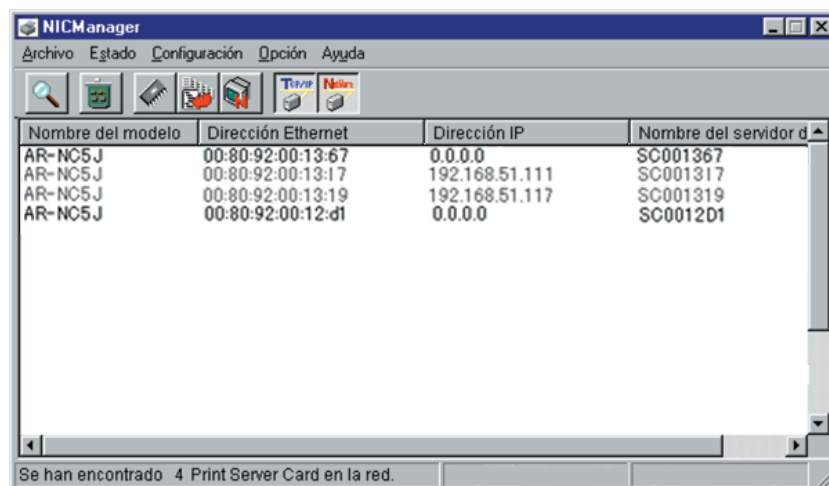 NICManager
Archivo Estado Configuración Opción Ayuda
TCP/IP NetWare
Nombre del modelo Dirección Ethernet Dirección IP Nombre del servidor d
AR-NC5J 00:80:92:00:13:67 0.0.0.0 SC001367
AR-NC5J 00:80:92:00:13:17 192.168.51.111 SC001317
AR-NC5J 00:80:92:00:13:19 192.168.51.117 SC001319
AR-NC5J 00:80:92:00:12:d1 0.0.0.0 SC0012D1
Se han encontrado 4 Print Server Card en la red.